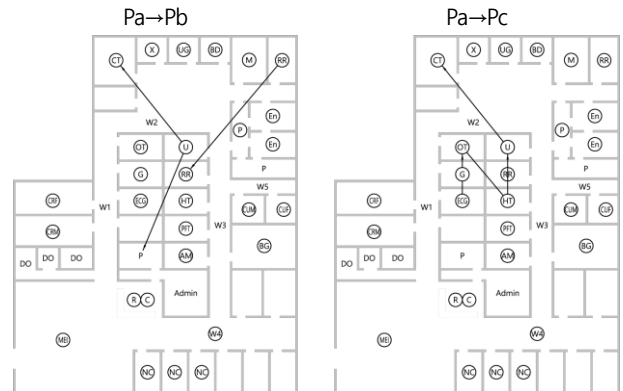 Pa→Pb
CT X UG BD M RR
W2 En
P
OT U En
G RR P
W5
CRF W1 ECG HT CUM CUF
CRM PFT W3 BG
DO DO DO P AM
Admin
R C
MEI W4
NC NC NC
Pa→Pc
CT X UG BD M RR
W2 En
P
OT U En
G RR P
W5
CRF W1 ECG HT CUM CUF
CRM PFT W3 BG
DO DO DO P AM
Admin
R C
MEI W4
NC NC NC